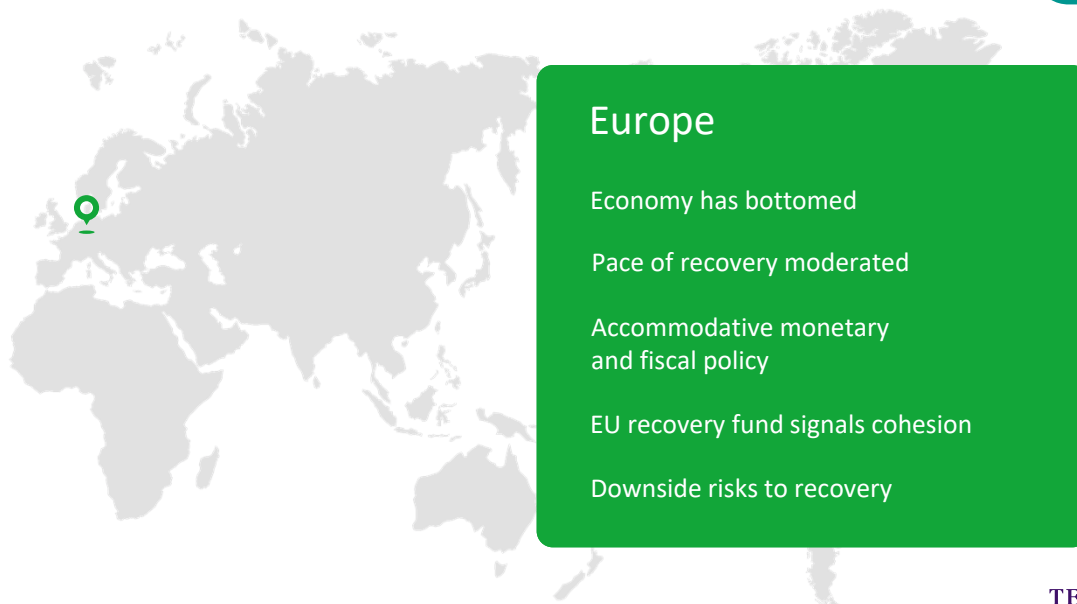 Europe
Economy has bottomed
Pace of recovery moderated
Accommodative monetary
and fiscal policy
EU recovery fund signals cohesion
Downside risks to recovery
TE